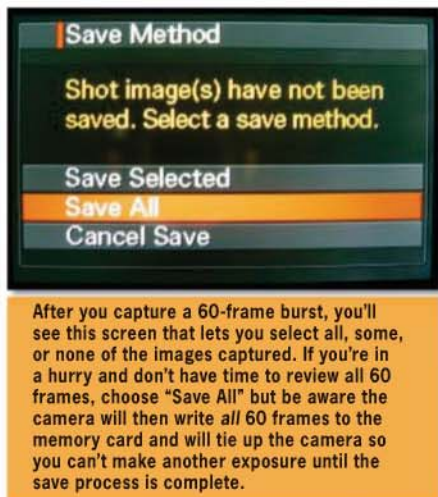 Save Method
Shot image(s) have not been
saved. Select a save method.
Save Selected
Save All
Cancel Save
After you capture a 60-frame burst, you'll
see this screen that lets you select all, some,
or none of the images captured. If you're in
a hurry and don't have time to review all 60
frames, choose "Save All" but be aware the
camera will then write all 60 frames to the
memory card and will tie up the camera so
you can't make another exposure until the
save process is complete.